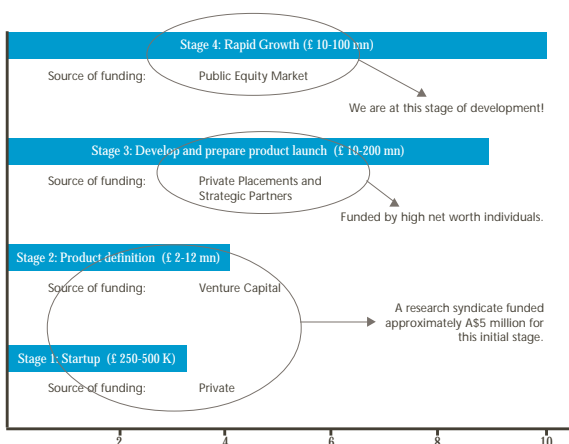 Stage 4: Rapid Growth (£ 10-100 mn)
Source of funding: Public Equity Market
We are at this stage of development!
Stage 3: Develop and prepare product launch (£ 10-200 mn)
Source of funding: Private Placements and
Strategic Partners
Funded by high net worth individuals.
Stage 2: Product definition (£ 2-12 mn)
Source of funding: Venture Capital
A research syndicate funded
approximately A$5 million for
this initial stage.
Stage 1: Startup (£ 250-500 K)
Source of funding: Private
2 4 6 8 10